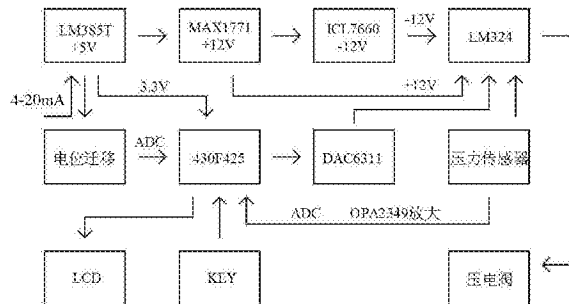 LM385T
+5V
MAX1771
+12V
ICL7660
-12V
-12V
LM324
4-20mA
3.3V
+12V
电位迁移
ADC
430F425
DAC6311
压力传感器
ADC OPA2349放大
LCD
KEY
压电阀